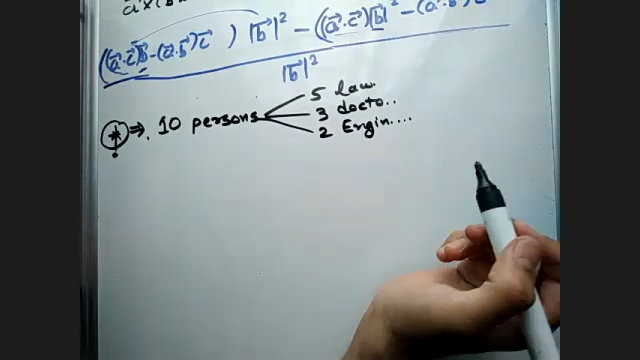 ((a⃗·c⃗)b⃗-(a⃗·b⃗)c⃗ ) |b⃗|² - ((a⃗·c⃗)|b⃗|² -
|b⃗|²
* ⇒. 10 persons
5 law.
3 docto..
2 Engin....